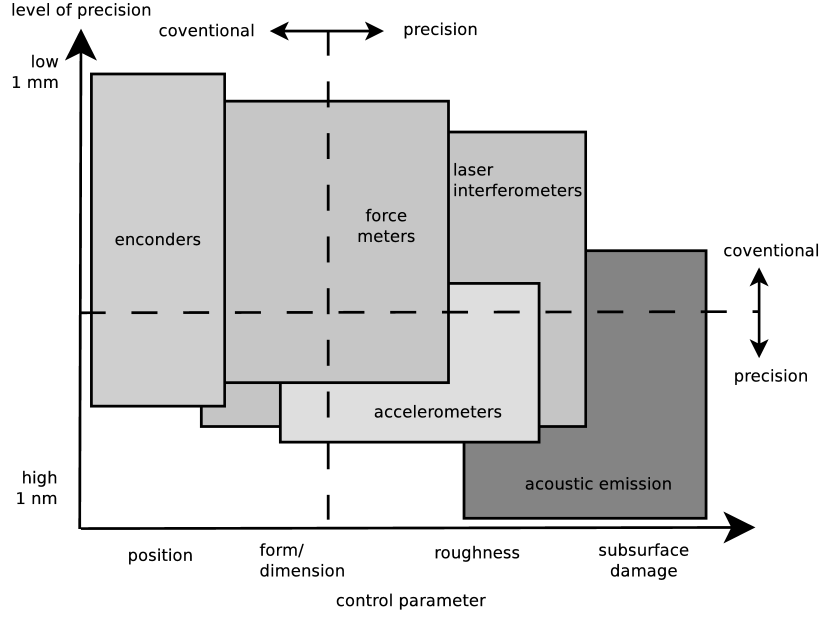 level of precision
coventional
precision
low
1 mm
laser
interferometers
force
meters
enconders
coventional
precision
accelerometers
high
1 nm
acoustic emission
position
form/
dimension
roughness
subsurface
damage
control parameter